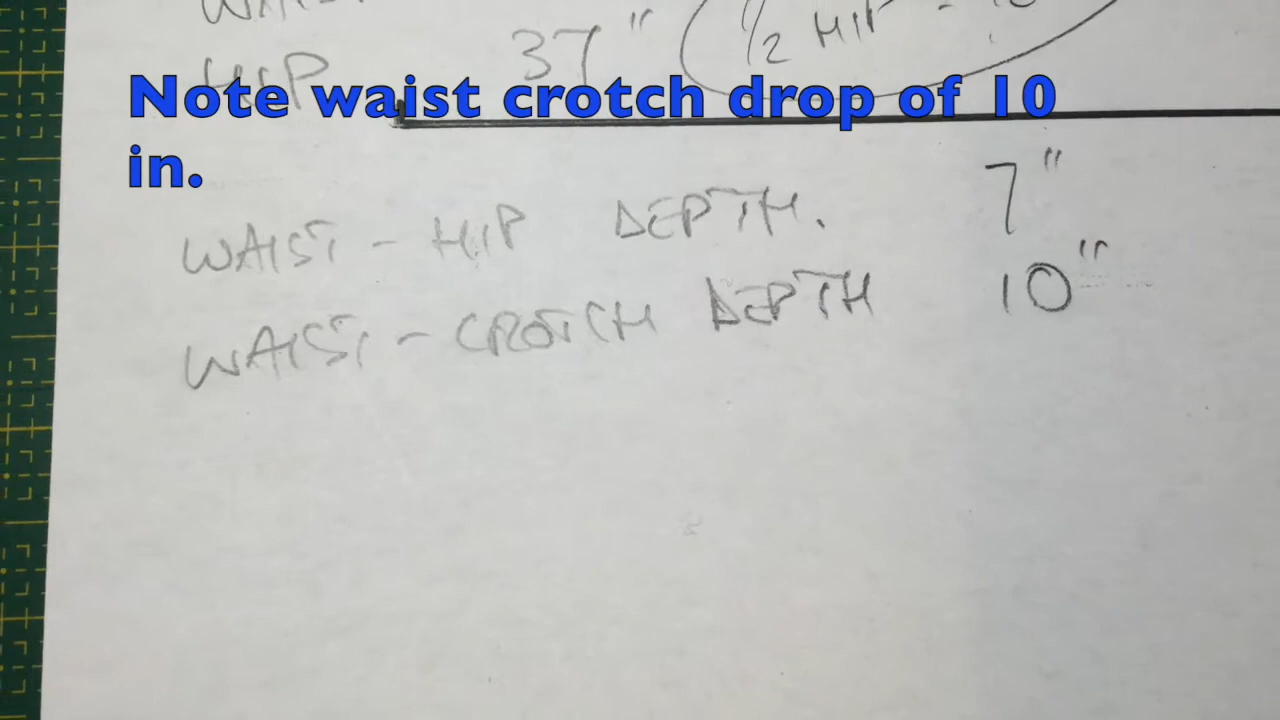 HIP 37" (1/2 HIP -
Note waist crotch drop of 10
in.
WAIST - HIP DEPTH. 7"
WAIST - CROTCH DEPTH 10"